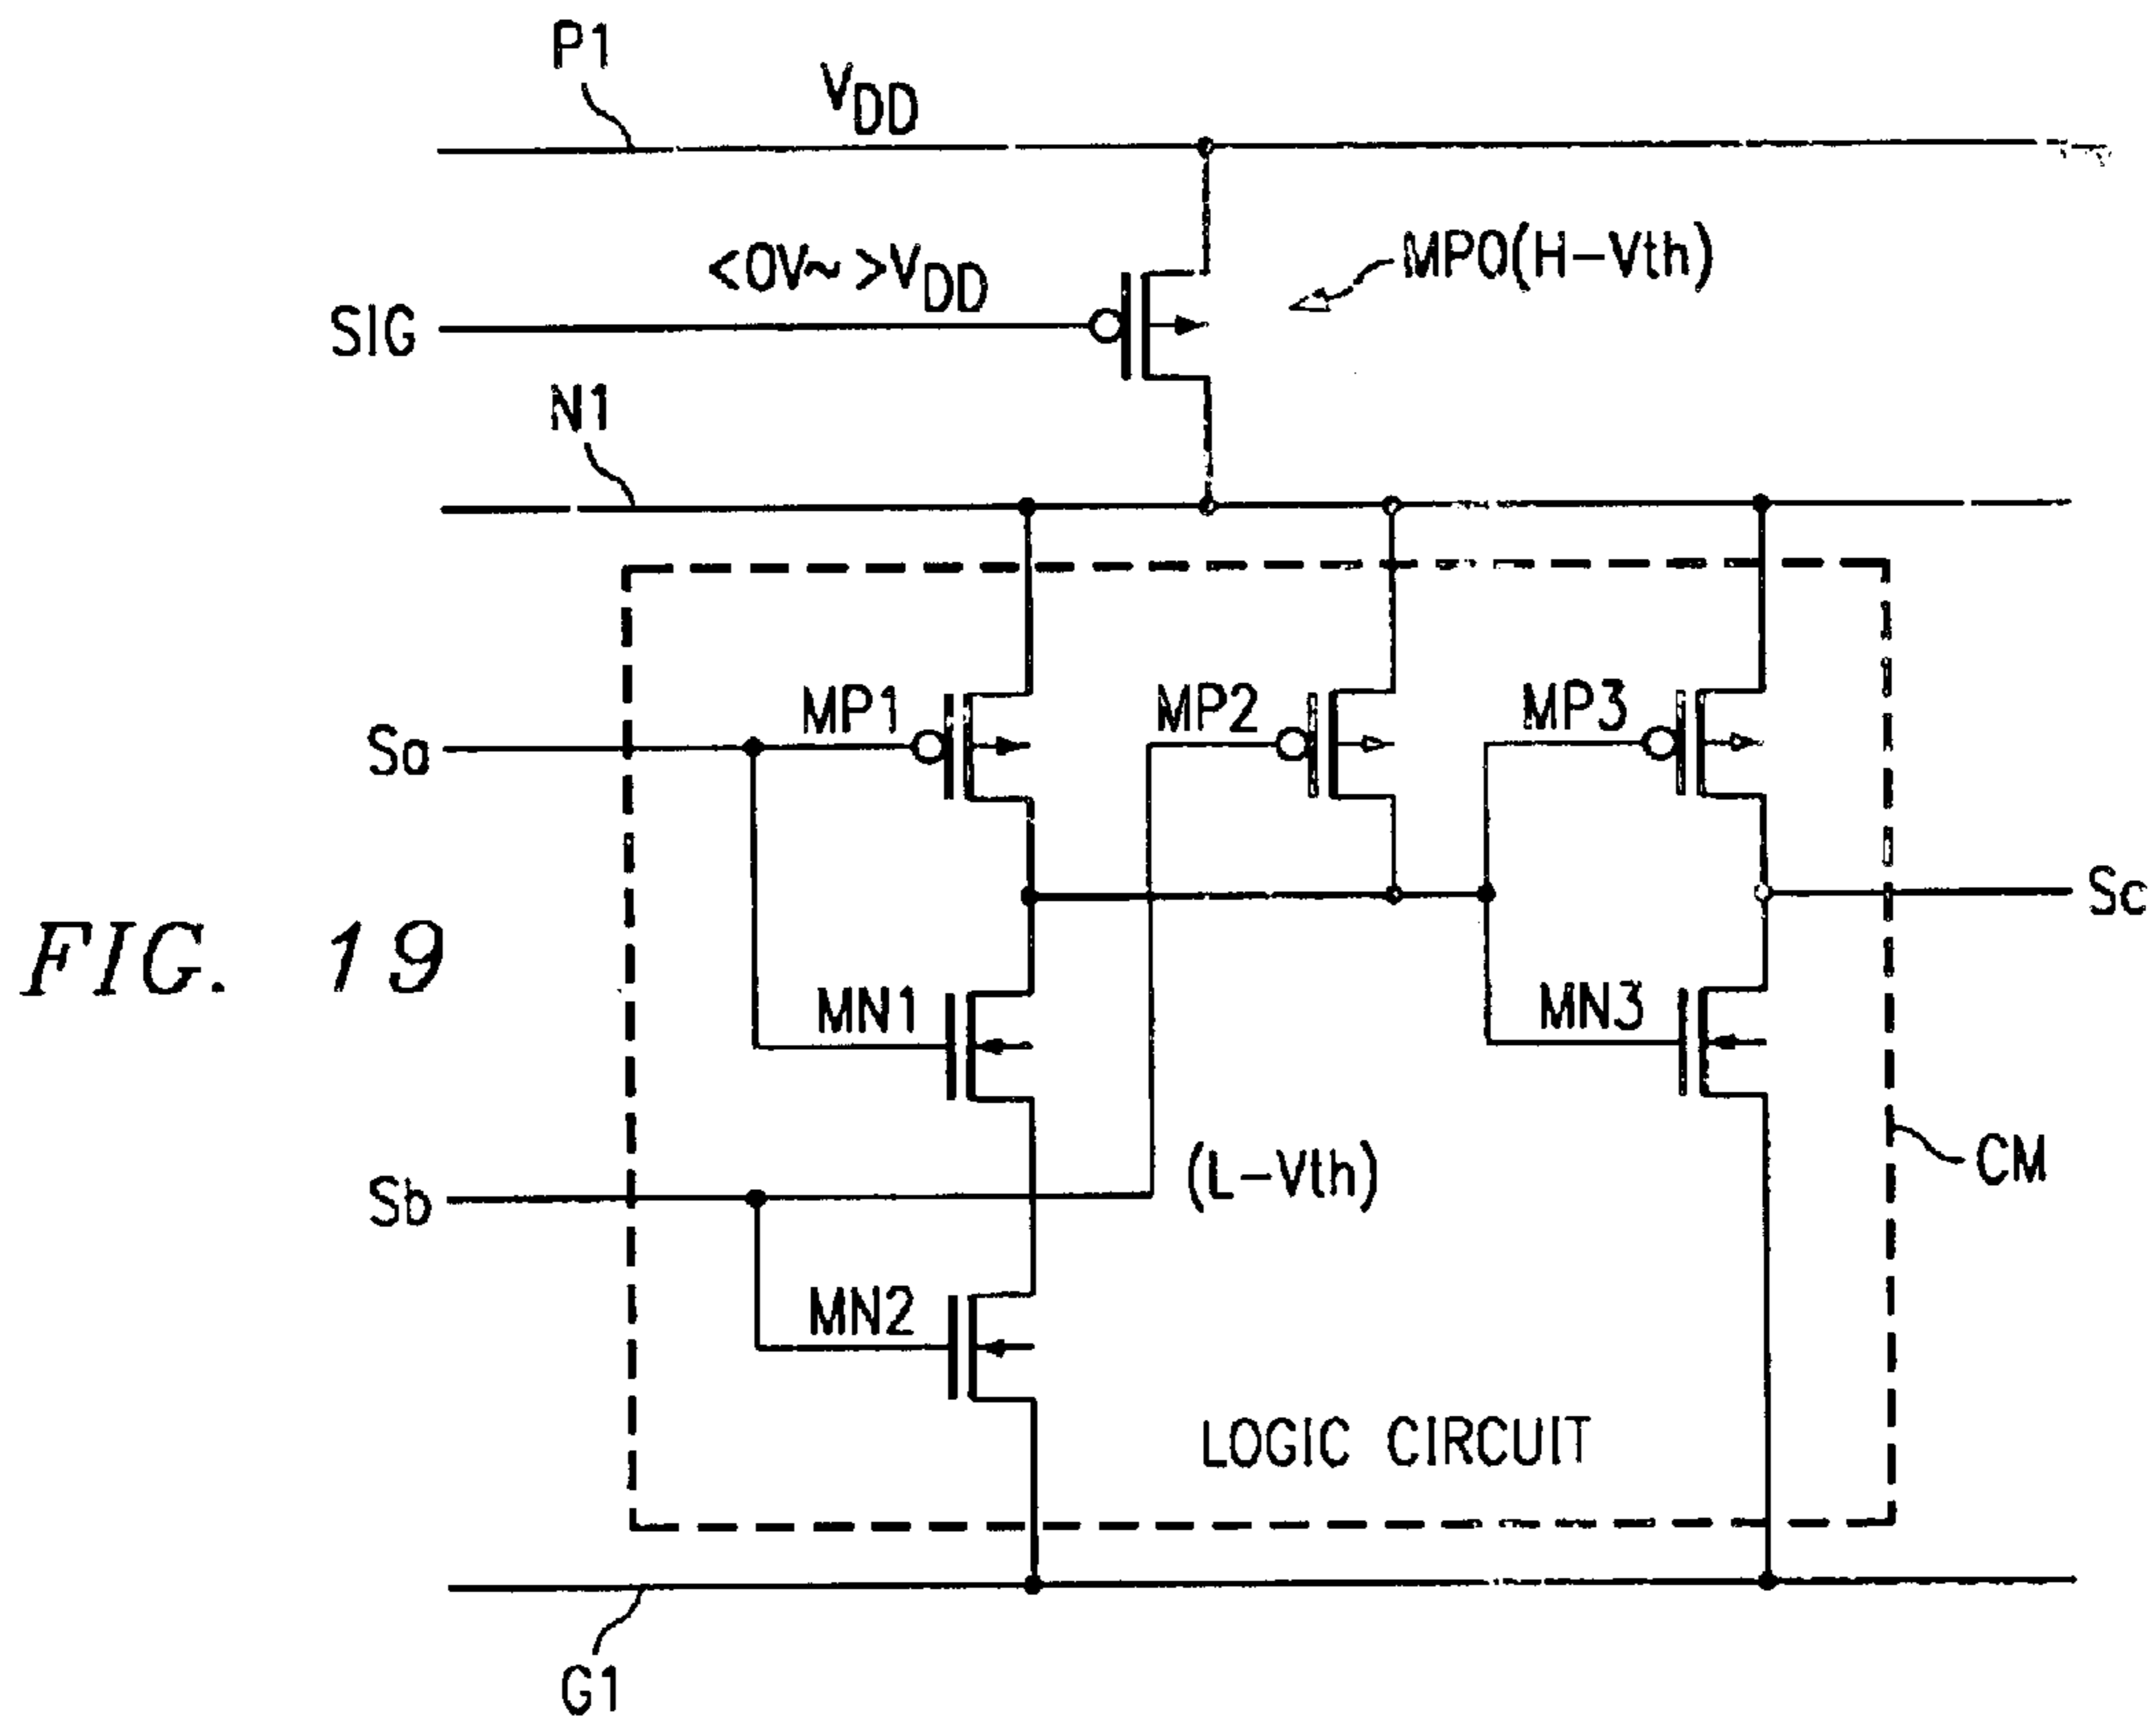 P1
VDD
<0V~>VDD
MP0(H-Vth)
SIG
N1
MP1
MP2
MP3
Sa
Sc
FIG. 19
MN1
MN3
(L-Vth)
CM
Sb
MN2
LOGIC CIRCUIT
G1